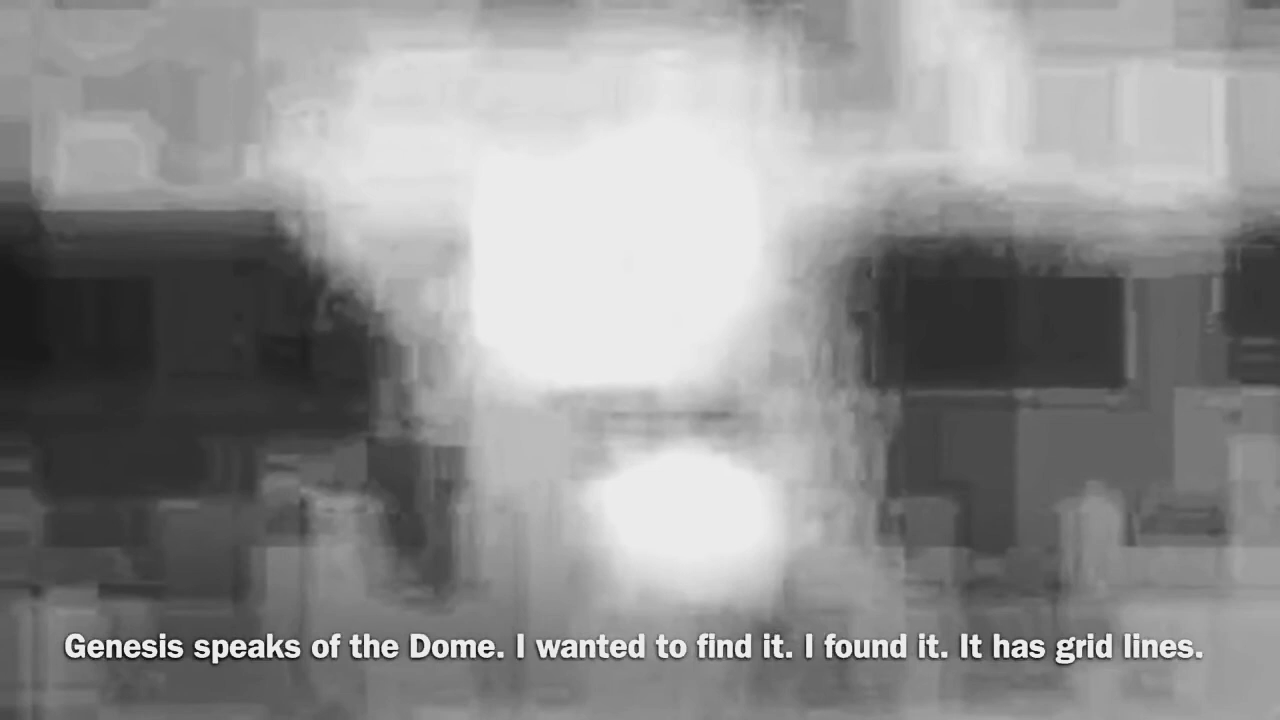 Genesis speaks of the Dome. I wanted to find it. I found it. It has grid lines.